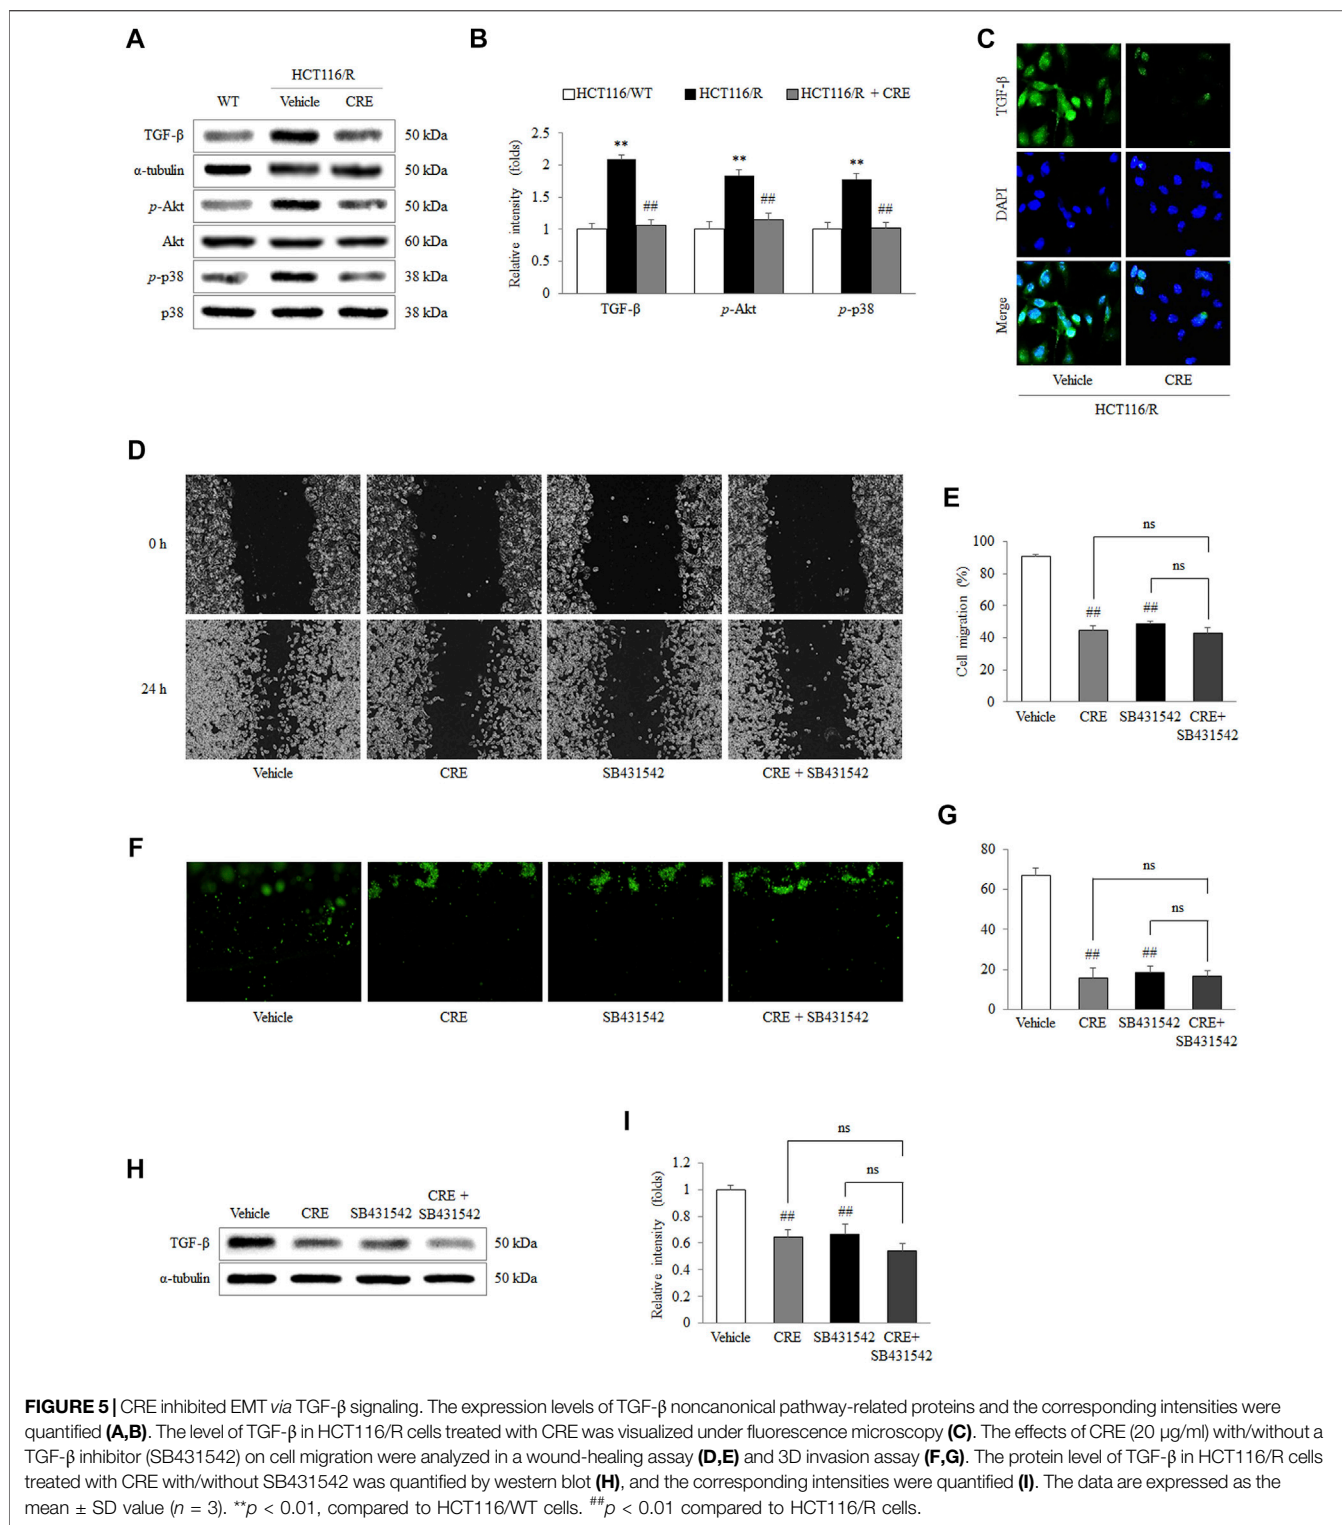 A
HCT116/R
WT Vehicle CRE
TGF-β 50 kDa
α-tubulin 50 kDa
p-Akt 50 kDa
Akt 60 kDa
p-p38 38 kDa
p38 38 kDa
B
HCT116/WT HCT116/R HCT116/R + CRE
Relative intensity (folds)
2.5
2
1.5
1
0.5
0
** ## ** ## ** ##
TGF-β p-Akt p-p38
C
TGF-β
DAPI
Merge
Vehicle CRE
HCT116/R
D
0 h
24 h
Vehicle CRE SB431542 CRE + SB431542
E
Cell migration (%)
100
80
60
40
20
0
ns
ns
## ##
Vehicle CRE SB431542 CRE+
SB431542
F
Vehicle CRE SB431542 CRE + SB431542
G
80
60
40
20
0
ns
ns
## ##
Vehicle CRE SB431542 CRE+
SB431542
H
Vehicle CRE SB431542 CRE +
SB431542
TGF-β 50 kDa
α-tubulin 50 kDa
I
Relative intensity (folds)
1.2
1
0.8
0.6
0.4
0.2
0
ns
ns
## ##
Vehicle CRE SB431542 CRE+
SB431542
FIGURE 5 | CRE inhibited EMT via TGF-β signaling. The expression levels of TGF-β noncanonical pathway-related proteins and the corresponding intensities were
quantified (A,B). The level of TGF-β in HCT116/R cells treated with CRE was visualized under fluorescence microscopy (C). The effects of CRE (20 µg/ml) with/without a
TGF-β inhibitor (SB431542) on cell migration were analyzed in a wound-healing assay (D,E) and 3D invasion assay (F,G). The protein level of TGF-β in HCT116/R cells
treated with CRE with/without SB431542 was quantified by western blot (H), and the corresponding intensities were quantified (I). The data are expressed as the
mean ± SD value (n = 3). **p < 0.01, compared to HCT116/WT cells. ##p < 0.01 compared to HCT116/R cells.